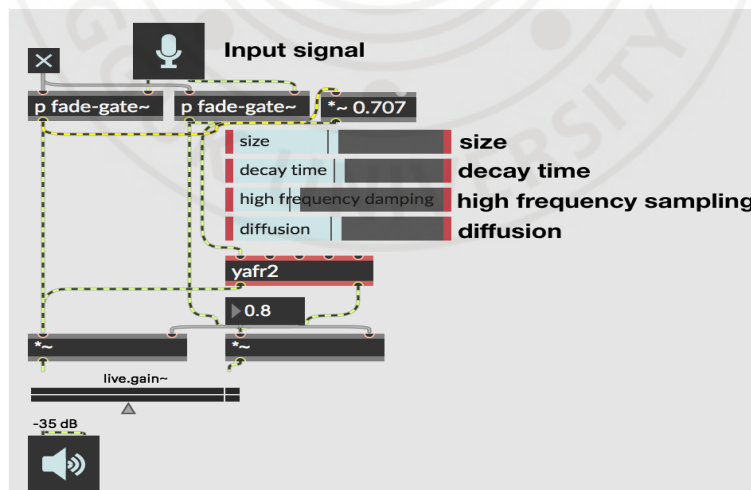 Input signal
p fade-gate~ p fade-gate~ *~ 0.707
size size
decay time decay time
high frequency damping high frequency sampling
diffusion diffusion
yafr2
0.8
*~ *~
live.gain~
-35 dB
UNIVERSITY